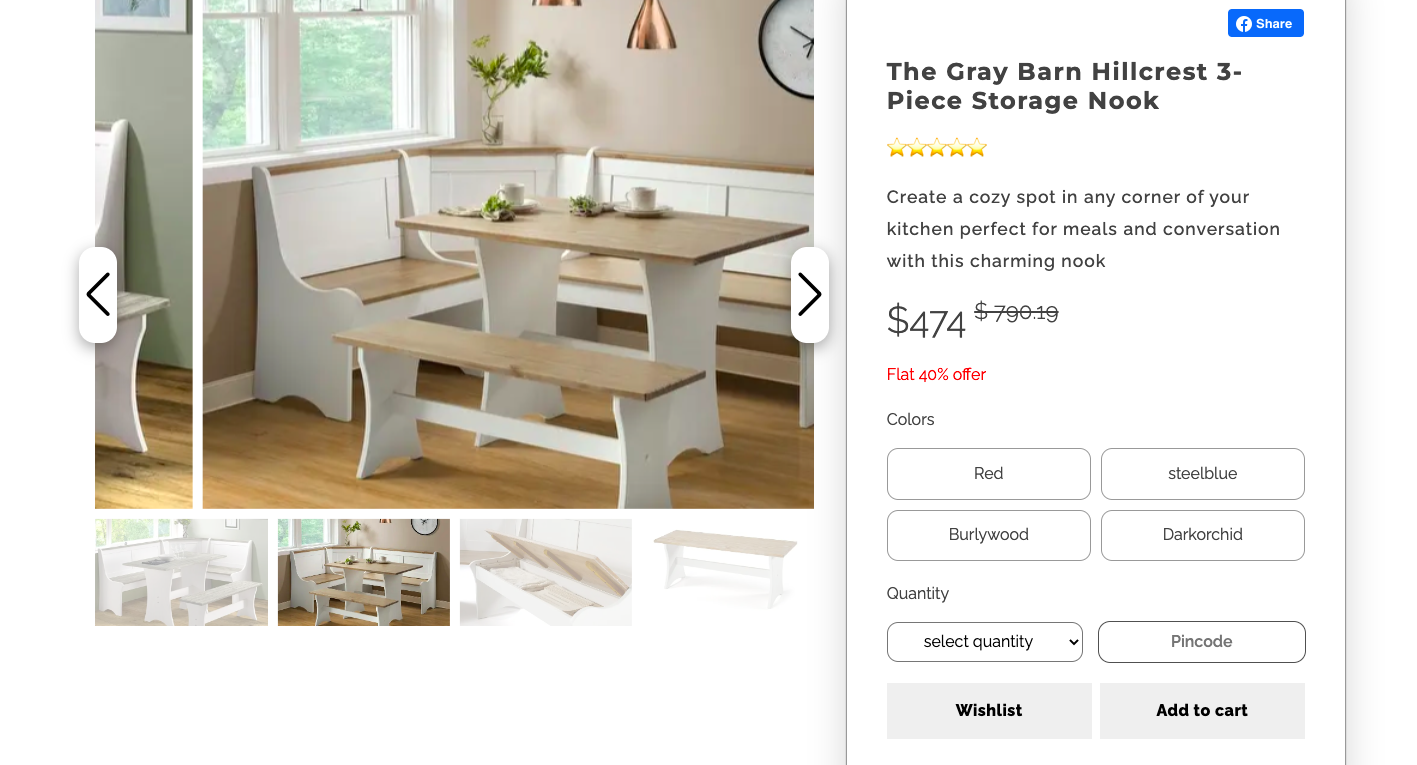 Share
The Gray Barn Hillcrest 3-
Piece Storage Nook
Create a cozy spot in any corner of your
kitchen perfect for meals and conversation
with this charming nook
$474 $ 790.19
Flat 40% offer
Colors
Red
steelblue
Burlywood
Darkorchid
Quantity
select quantity
Pincode
Wishlist
Add to cart